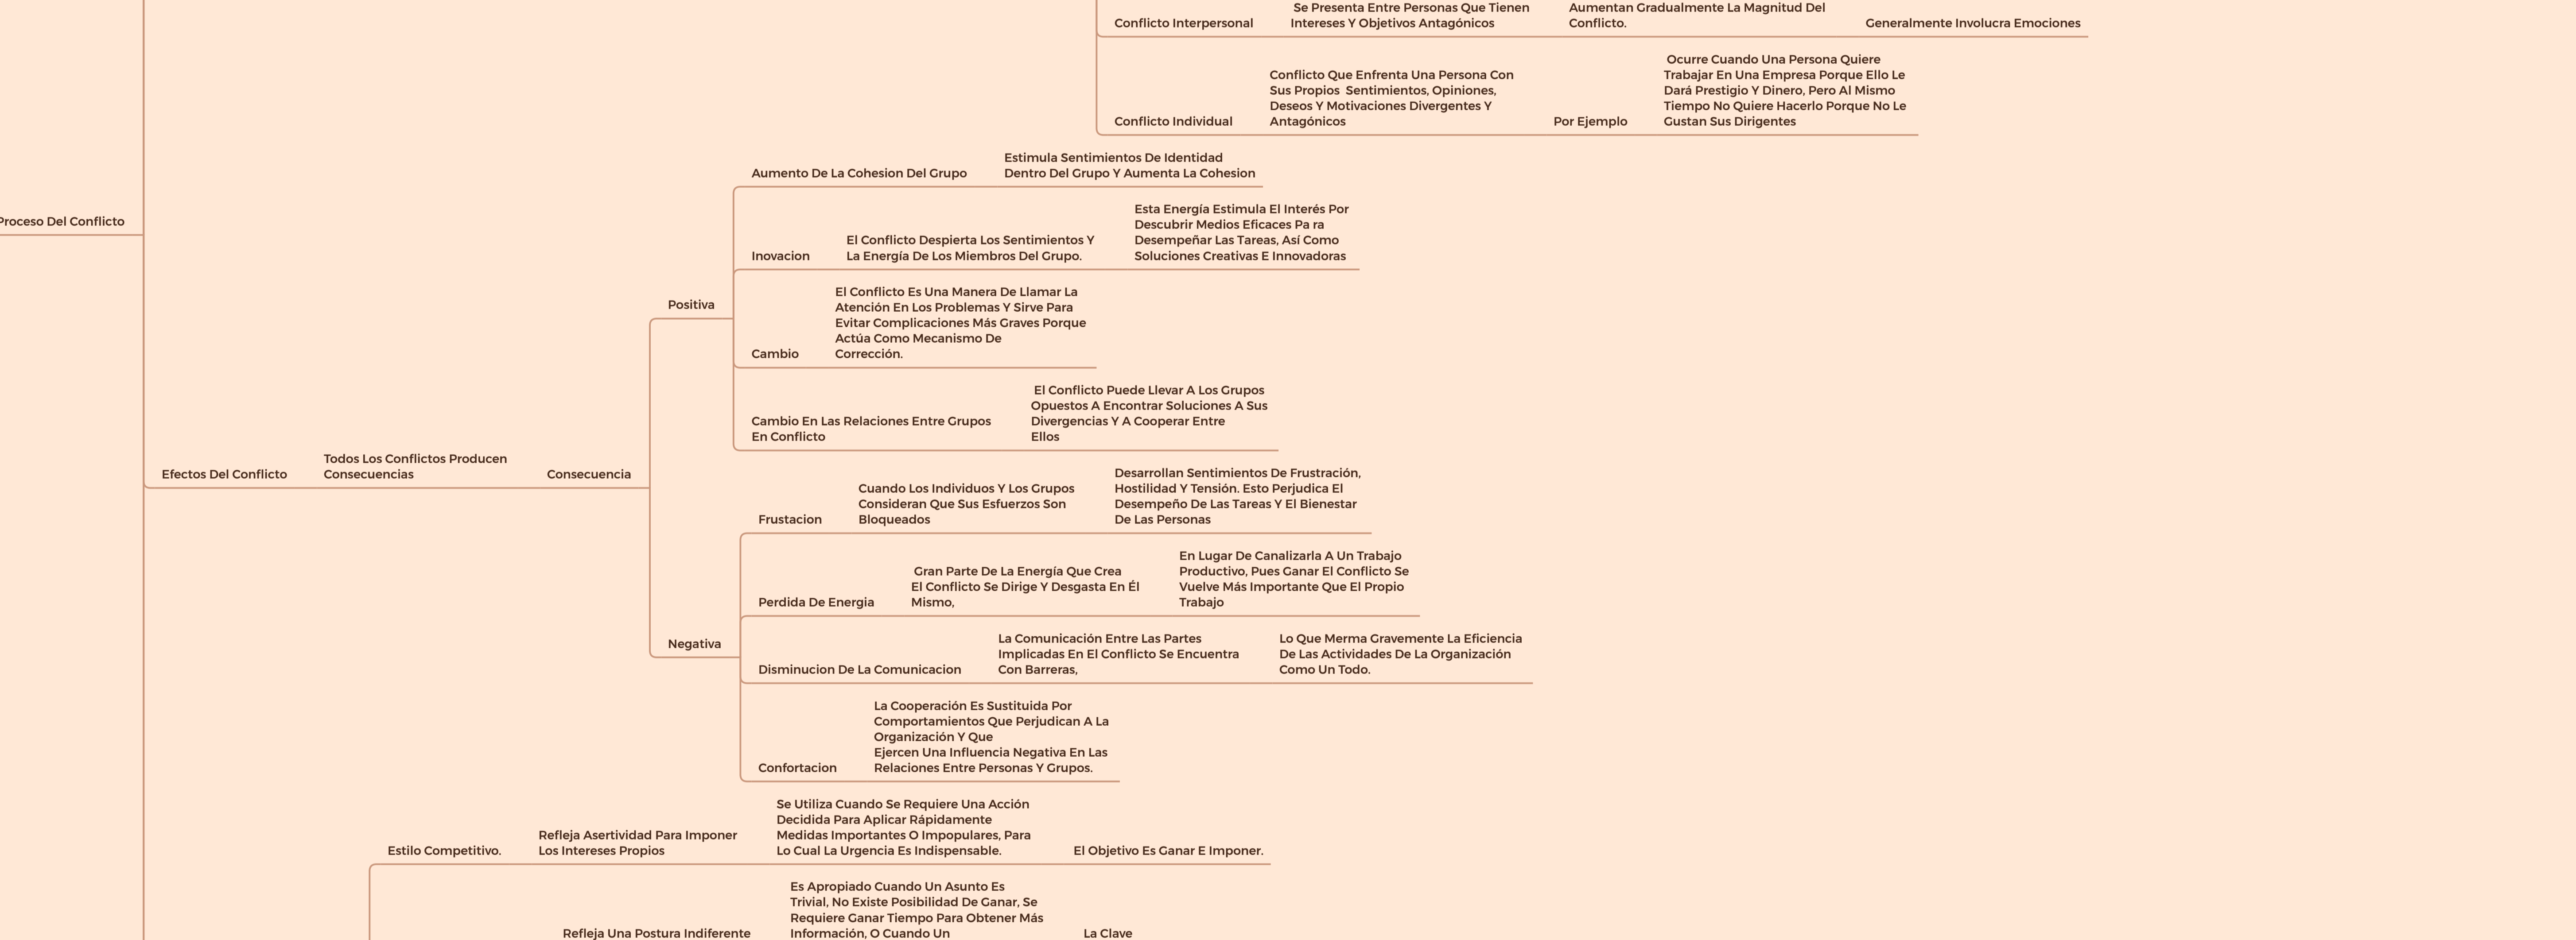 Conflicto Interpersonal
Se Presenta Entre Personas Que Tienen
Intereses Y Objetivos Antagónicos
Aumentan Gradualmente La Magnitud Del
Conflicto.
Generalmente Involucra Emociones
Conflicto Individual
Conflicto Que Enfrenta Una Persona Con
Sus Propios  Sentimientos, Opiniones,
Deseos Y Motivaciones Divergentes Y
Antagónicos
Por Ejemplo
Ocurre Cuando Una Persona Quiere
Trabajar En Una Empresa Porque Ello Le
Dará Prestigio Y Dinero, Pero Al Mismo
Tiempo No Quiere Hacerlo Porque No Le
Gustan Sus Dirigentes
Proceso Del Conflicto
Efectos Del Conflicto
Todos Los Conflictos Producen
Consecuencias
Consecuencia
Positiva
Aumento De La Cohesion Del Grupo
Estimula Sentimientos De Identidad
Dentro Del Grupo Y Aumenta La Cohesion
Inovacion
El Conflicto Despierta Los Sentimientos Y
La Energía De Los Miembros Del Grupo.
Esta Energía Estimula El Interés Por
Descubrir Medios Eficaces Pa ra
Desempeñar Las Tareas, Así Como
Soluciones Creativas E Innovadoras
Cambio
El Conflicto Es Una Manera De Llamar La
Atención En Los Problemas Y Sirve Para
Evitar Complicaciones Más Graves Porque
Actúa Como Mecanismo De
Corrección.
Cambio En Las Relaciones Entre Grupos
En Conflicto
El Conflicto Puede Llevar A Los Grupos
Opuestos A Encontrar Soluciones A Sus
Divergencias Y A Cooperar Entre
Ellos
Negativa
Frustacion
Cuando Los Individuos Y Los Grupos
Consideran Que Sus Esfuerzos Son
Bloqueados
Desarrollan Sentimientos De Frustración,
Hostilidad Y Tensión. Esto Perjudica El
Desempeño De Las Tareas Y El Bienestar
De Las Personas
Perdida De Energia
Gran Parte De La Energía Que Crea
El Conflicto Se Dirige Y Desgasta En Él
Mismo,
En Lugar De Canalizarla A Un Trabajo
Productivo, Pues Ganar El Conflicto Se
Vuelve Más Importante Que El Propio
Trabajo
Disminucion De La Comunicacion
La Comunicación Entre Las Partes
Implicadas En El Conflicto Se Encuentra
Con Barreras,
Lo Que Merma Gravemente La Eficiencia
De Las Actividades De La Organización
Como Un Todo.
Confortacion
La Cooperación Es Sustituida Por
Comportamientos Que Perjudican A La
Organización Y Que
Ejercen Una Influencia Negativa En Las
Relaciones Entre Personas Y Grupos.
Estilo Competitivo.
Refleja Asertividad Para Imponer
Los Intereses Propios
Se Utiliza Cuando Se Requiere Una Acción
Decidida Para Aplicar Rápidamente
Medidas Importantes O Impopulares, Para
Lo Cual La Urgencia Es Indispensable.
El Objetivo Es Ganar E Imponer.
Refleja Una Postura Indiferente
Es Apropiado Cuando Un Asunto Es
Trivial, No Existe Posibilidad De Ganar, Se
Requiere Ganar Tiempo Para Obtener Más
Información, O Cuando Un
La Clave